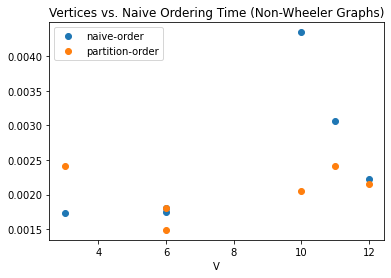 Vertices vs. Naive Ordering Time (Non-Wheeler Graphs)
naive-order
partition-order
0.0040
0.0035
0.0030
0.0025
0.0020
0.0015
4 6 8 10 12
V